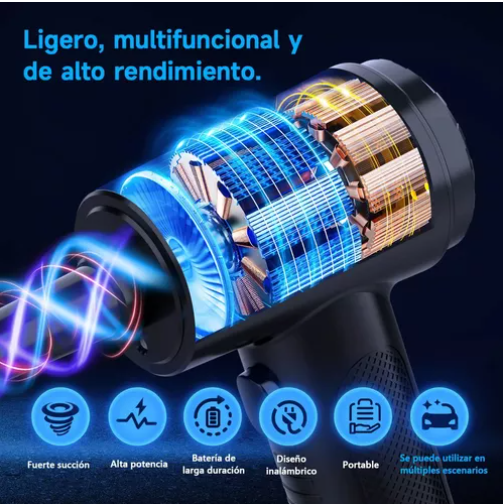 Ligero, multifuncional y
de alto rendimiento.
Fuerte succión
Alta potencia
Batería de
larga duración
Diseño
inalámbrico
Portable
Se puede utilizar en
múltiples escenarios